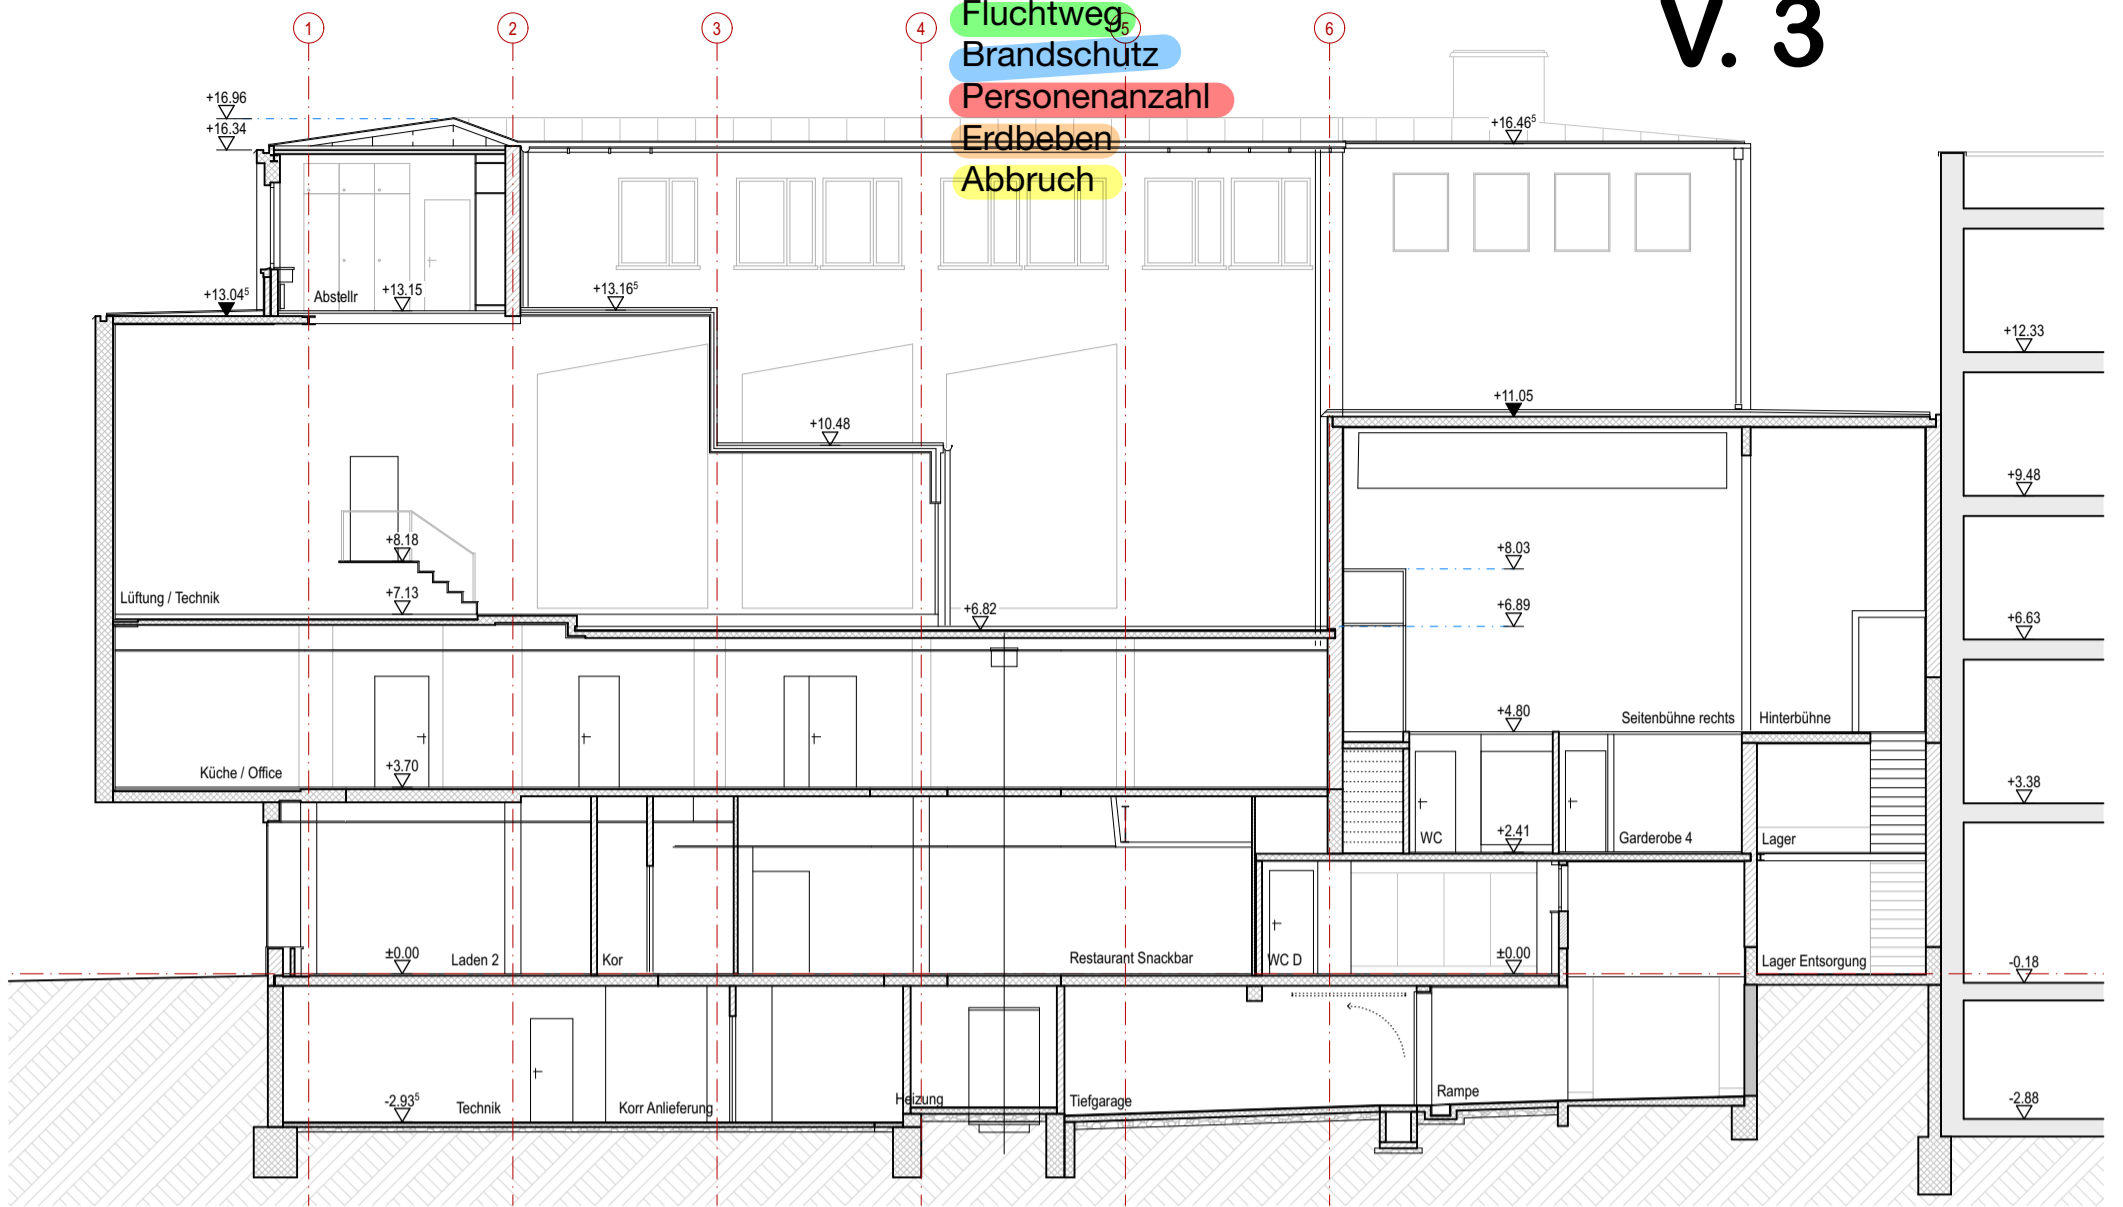 Fluchtweg
V. 3
1
2
3
4
5
6
Brandschutz
Personenanzahl
Erdbeben
Abbruch
+16.96
+16.34
+16.46⁵
+13.04⁵
Abstellr
+13.15
+13.16⁵
+12.33
+11.05
+10.48
+9.48
+8.18
+8.03
Lüftung / Technik
+7.13
+6.82
+6.89
+6.63
Küche / Office
+3.70
+4.80
Seitenbühne rechts
Hinterbühne
+3.38
WC
+2.41
Garderobe 4
Lager
±0.00
Laden 2
Kor
Restaurant Snackbar
WC D
±0.00
Lager Entsorgung
-0.18
-2.93⁵
Technik
Korr Anlieferung
Heizung
Tiefgarage
Rampe
-2.88